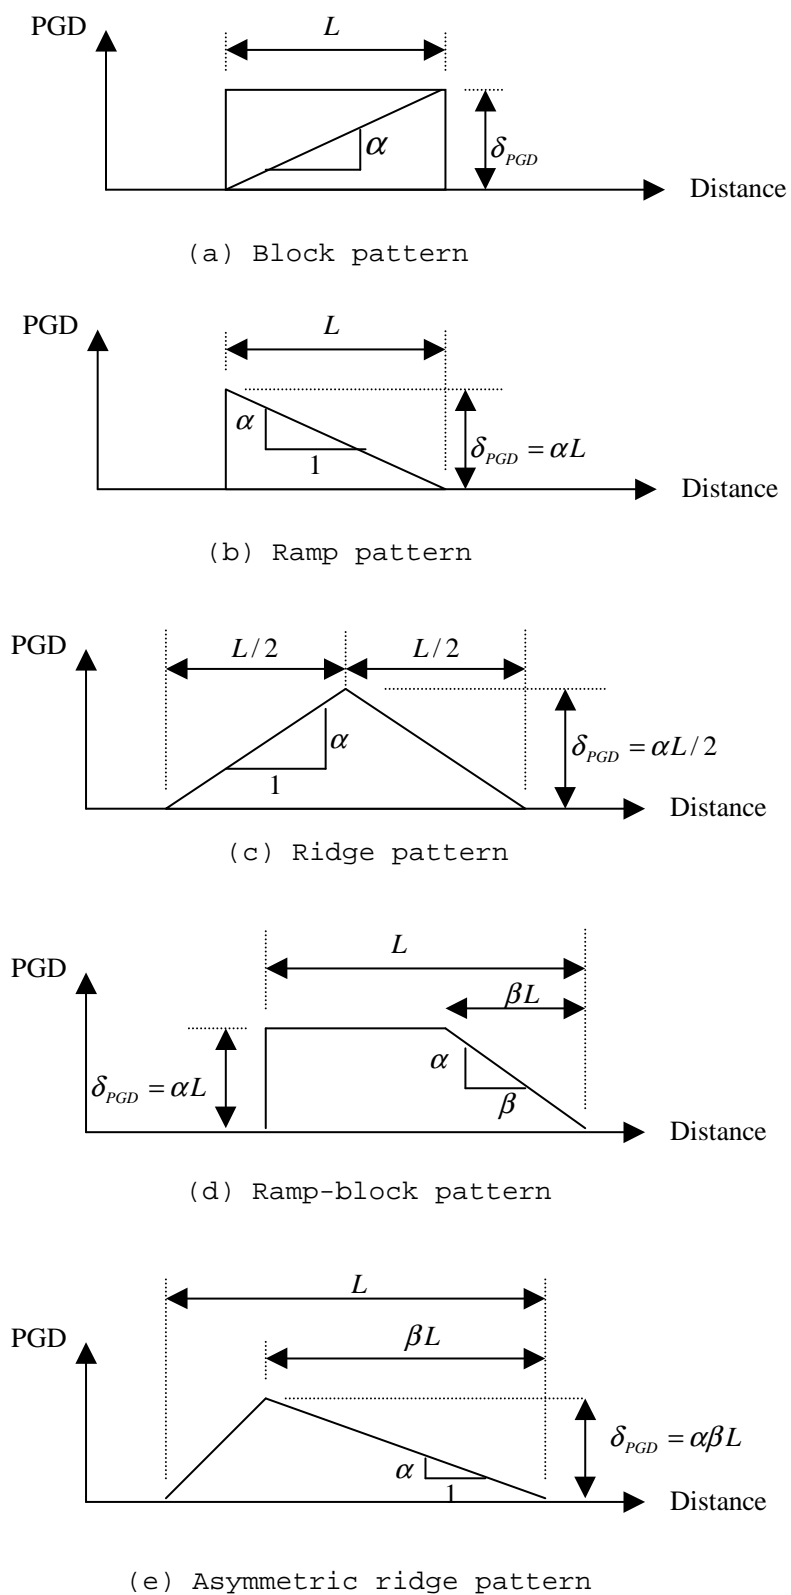 PGD
L
α
δ_PGD
Distance
(a) Block pattern
PGD
L
α
1
δ_PGD = αL
Distance
(b) Ramp pattern
PGD
L/2 L/2
α
1
δ_PGD = αL/2
Distance
(c) Ridge pattern
L
PGD
βL
δ_PGD = αL
α
β
Distance
(d) Ramp-block pattern
L
PGD
βL
α
1
δ_PGD = αβL
Distance
(e) Asymmetric ridge pattern